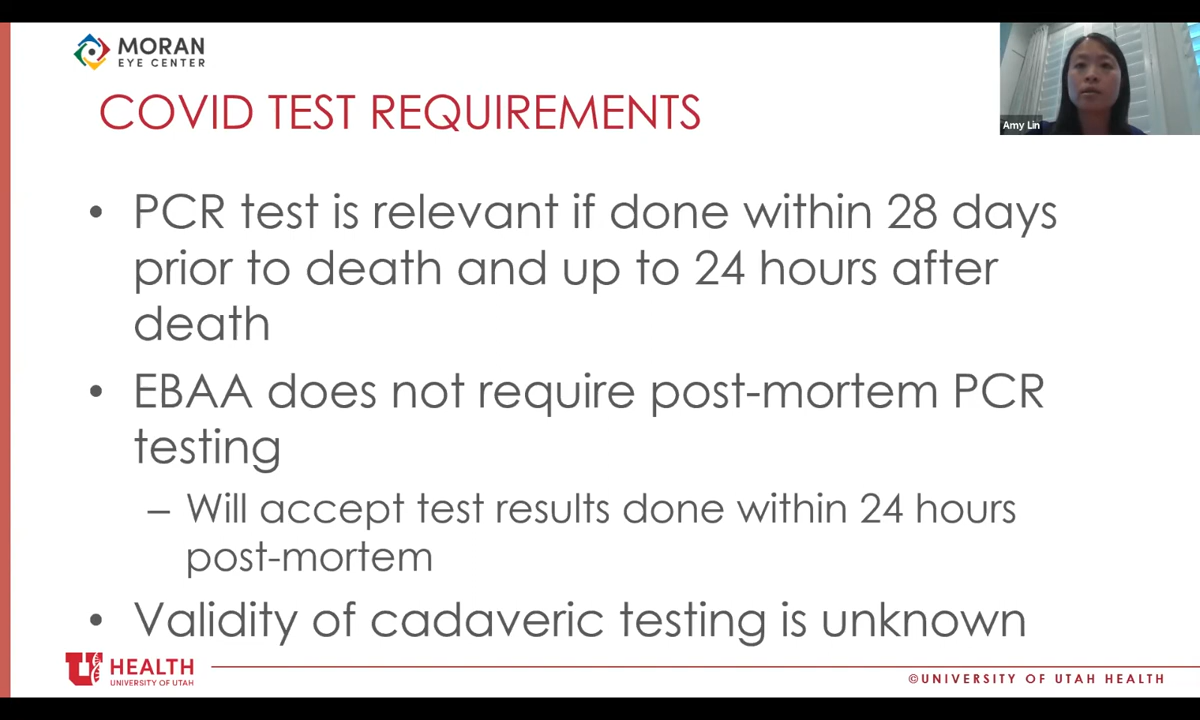 MORAN
EYE CENTER
Amy Lin
COVID TEST REQUIREMENTS
• PCR test is relevant if done within 28 days
prior to death and up to 24 hours after
death
• EBAA does not require post-mortem PCR
testing
– Will accept test results done within 24 hours
post-mortem
• Validity of cadaveric testing is unknown
U HEALTH
UNIVERSITY OF UTAH
©UNIVERSITY OF UTAH HEALTH